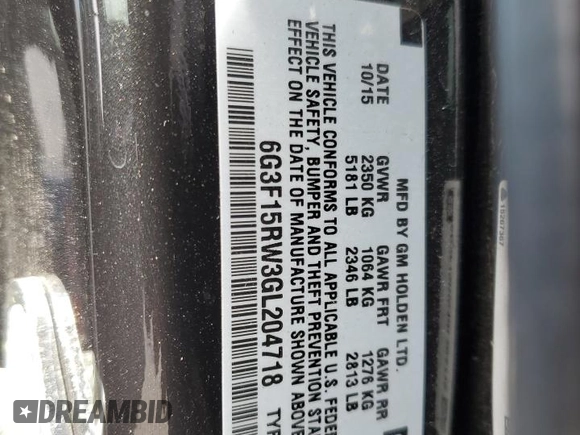 MFD BY GM HOLDEN LTD.
DATE GVWR GAWR FRT GAWR RR
10/15 2350 KG 1064 KG 1276 KG
5181 LB 2346 LB 2813 LB
THIS VEHICLE CONFORMS TO ALL APPLICABLE U.S. FEDER
VEHICLE SAFETY, BUMPER AND THEFT PREVENTION STA
EFFECT ON THE DATE OF MANUFACTURE SHOWN ABOVE
6G3F15RW3GL204718 TYP
DREAMBID